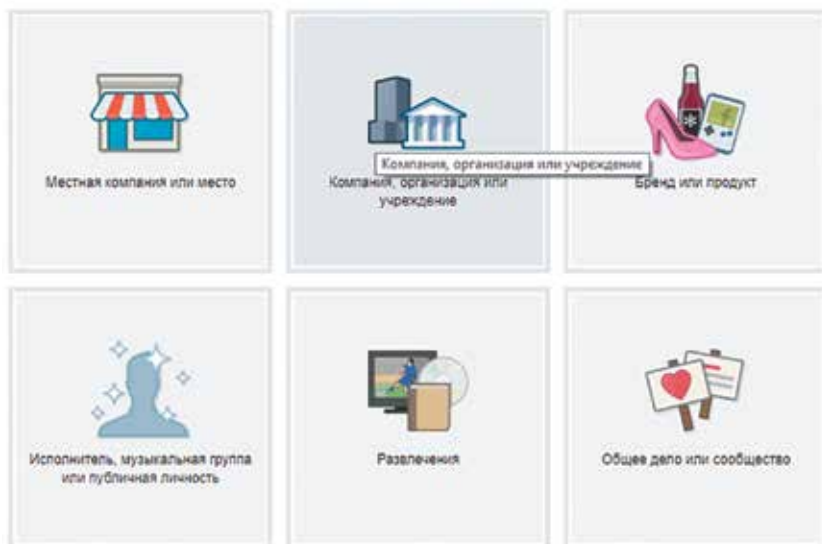 Местная компания или место
Компания, организация или учреждение
Компания, организация или
учреждение
Бренд или продукт
Исполнитель, музыкальная группа
или публичная личность
Развлечения
Общее дело или сообщество